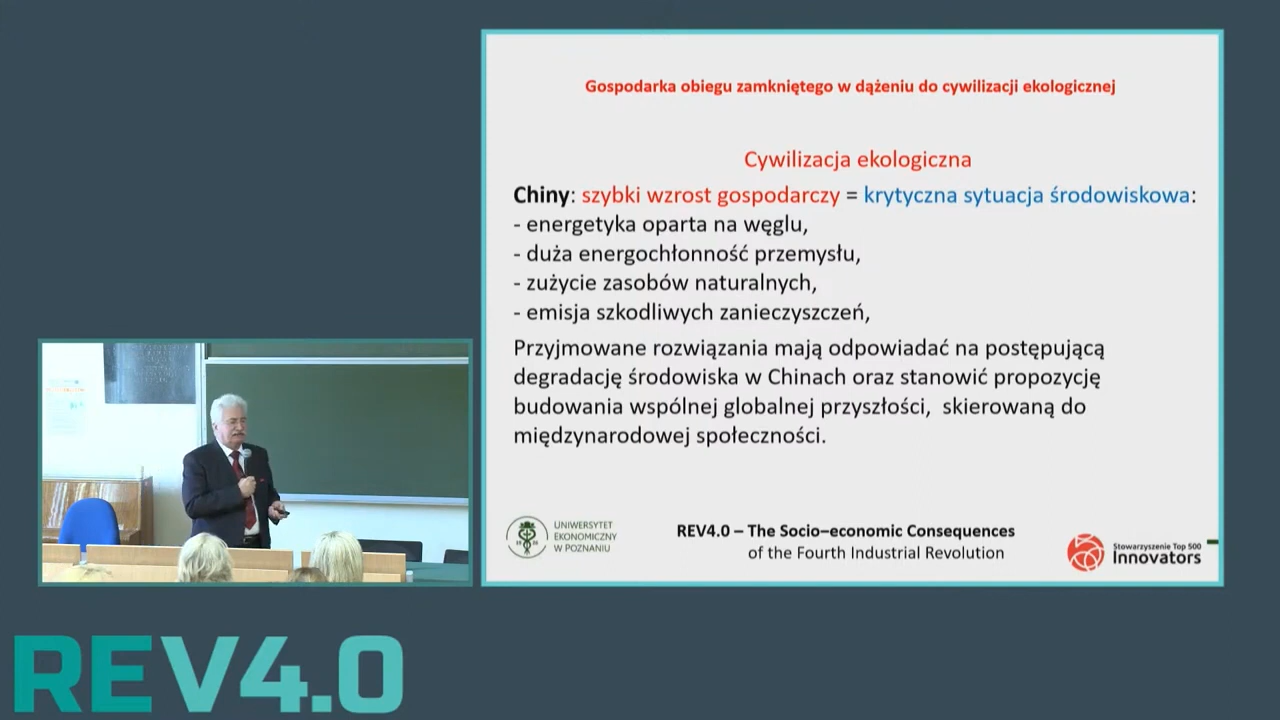 Gospodarka obiegu zamkniętego w dążeniu do cywilizacji ekologicznej
Cywilizacja ekologiczna
Chiny: szybki wzrost gospodarczy = krytyczna sytuacja środowiskowa:
- energetyka oparta na węglu,
- duża energochłonność przemysłu,
- zużycie zasobów naturalnych,
- emisja szkodliwych zanieczyszczeń,
Przyjmowane rozwiązania mają odpowiadać na postępującą
degradację środowiska w Chinach oraz stanowić propozycję
budowania wspólnej globalnej przyszłości,  skierowaną do
międzynarodowej społeczności.
UNIWERSYTET
EKONOMICZNY
W POZNANIU
REV4.0 – The Socio–economic Consequences
of the Fourth Industrial Revolution
Stowarzyszenie Top 500
Innovators
REV4.0